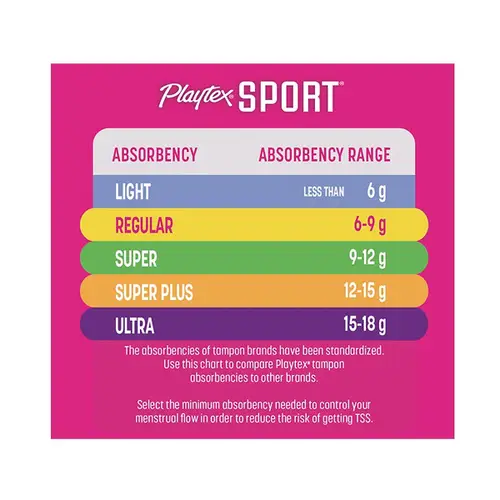 Playtex® SPORT®
ABSORBENCY ABSORBENCY RANGE
LIGHT LESS THAN 6 g
REGULAR 6-9 g
SUPER 9-12 g
SUPER PLUS 12-15 g
ULTRA 15-18 g
The absorbencies of tampon brands have been standardized.
Use this chart to compare Playtex® tampon
absorbencies to other brands.
Select the minimum absorbency needed to control your
menstrual flow in order to reduce the risk of getting TSS.